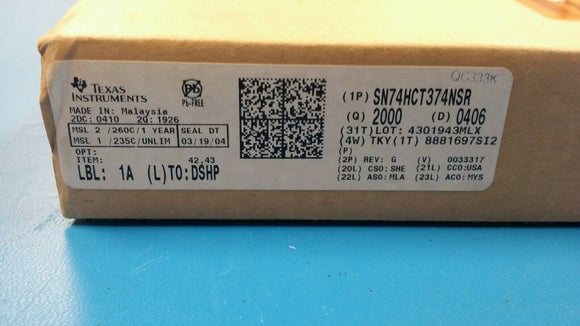 QC333K
TEXAS
INSTRUMENTS
Pb
Pb-FREE
MADE IN: Malaysia
2DC: 0410 2Q: 1926
MSL 2 /260C/1 YEAR SEAL DT
MSL 1 /235C/UNLIM 03/19/04
OPT:
ITEM: 42,43
LBL: 1A (L)TO:DSHP
(1P) SN74HCT374NSR
(Q) 2000 (D) 0406
(31T)LOT: 4301943MLX
(4W) TKY(1T) 8881697SI2
(P)
(2P) REV: G (V) 0033317
(20L) CSO:SHE (21L) CCO:USA
(22L) ASO:MLA (23L) ACO:MYS